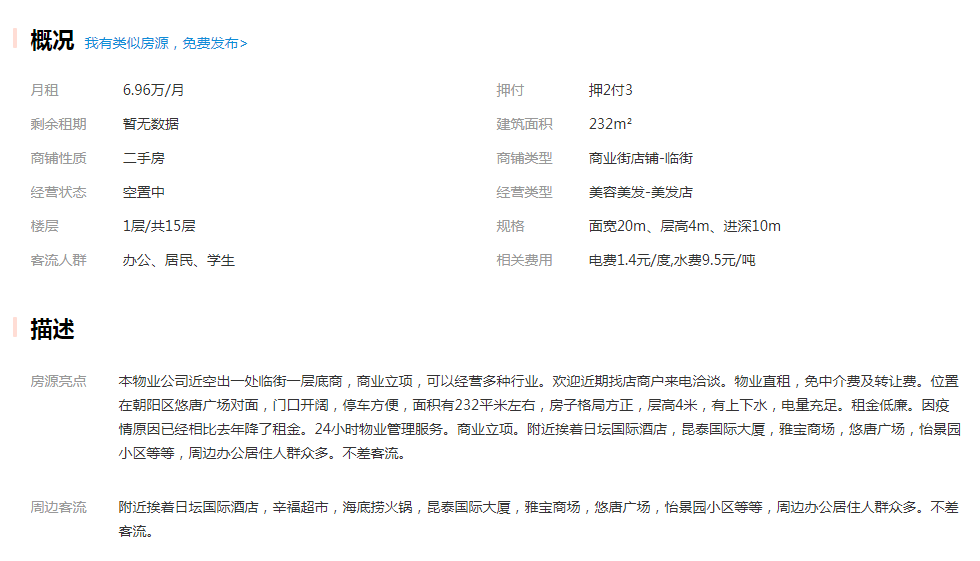 概况 我有类似房源，免费发布>
月租 6.96万/月 押付 押2付3
剩余租期 暂无数据 建筑面积 232m²
商铺性质 二手房 商铺类型 商业街店铺-临街
经营状态 空置中 经营类型 美容美发-美发店
楼层 1层/共15层 规格 面宽20m、层高4m、进深10m
客流人群 办公、居民、学生 相关费用 电费1.4元/度,水费9.5元/吨
描述
房源亮点 本物业公司近空出一处临街一层底商，商业立项，可以经营多种行业。欢迎近期找店商户来电洽谈。物业直租，免中介费及转让费。位置
在朝阳区悠唐广场对面，门口开阔，停车方便，面积有232平米左右，房子格局方正，层高4米，有上下水，电量充足。租金低廉。因疫
情原因已经相比去年降了租金。24小时物业管理服务。商业立项。附近挨着日坛国际酒店，昆泰国际大厦，雅宝商场，悠唐广场，怡景园
小区等等，周边办公居住人群众多。不差客流。
周边客流 附近挨着日坛国际酒店，辛福超市，海底捞火锅，昆泰国际大厦，雅宝商场，悠唐广场，怡景园小区等等，周边办公居住人群众多。不差
客流。